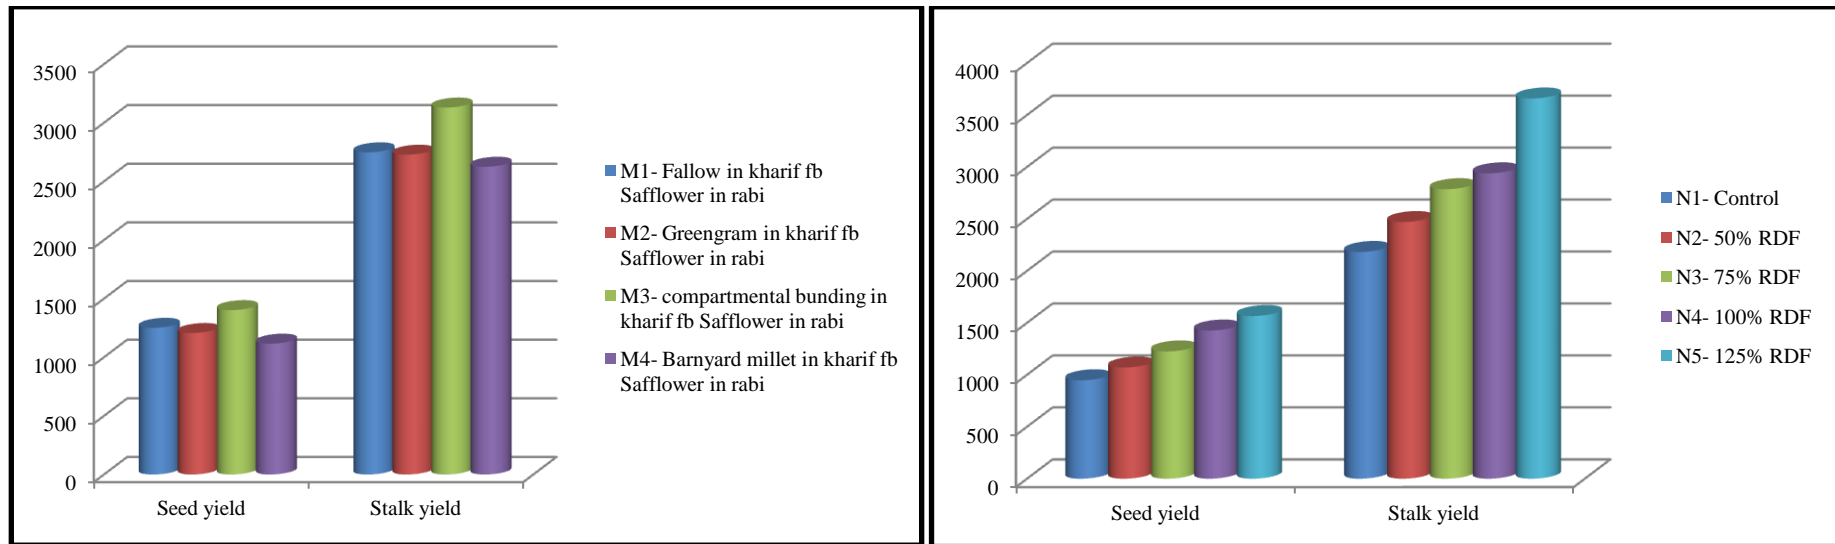 3500
3000
2500
2000
1500
1000
500
0
Seed yield
Stalk yield
M1- Fallow in kharif fb
Safflower in rabi
M2- Greengram in kharif fb
Safflower in rabi
M3- compartmental bunding in
kharif fb Safflower in rabi
M4- Barnyard millet in kharif fb
Safflower in rabi
4000
3500
3000
2500
2000
1500
1000
500
0
Seed yield
Stalk yield
N1- Control
N2- 50% RDF
N3- 75% RDF
N4- 100% RDF
N5- 125% RDF